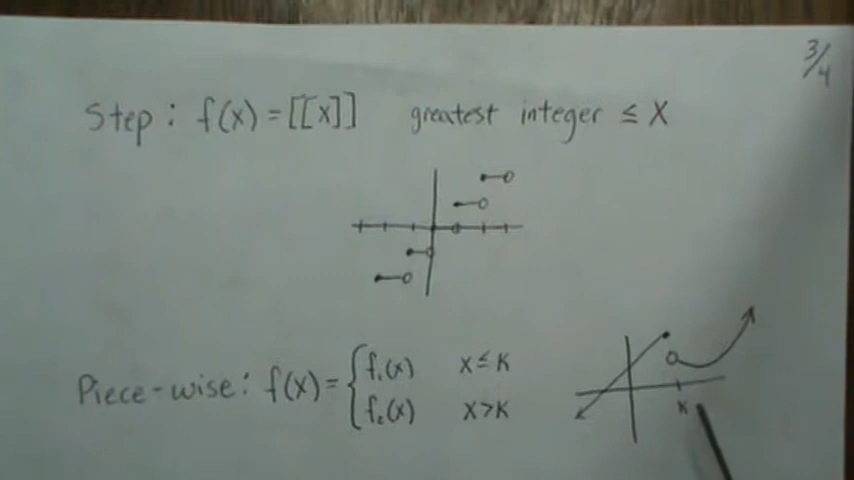 3/4
Step: f(x) = [[x]] greatest integer ≤ x
Piece-wise: f(x) = { f₁(x) x ≤ K
f₂(x) x > K
K